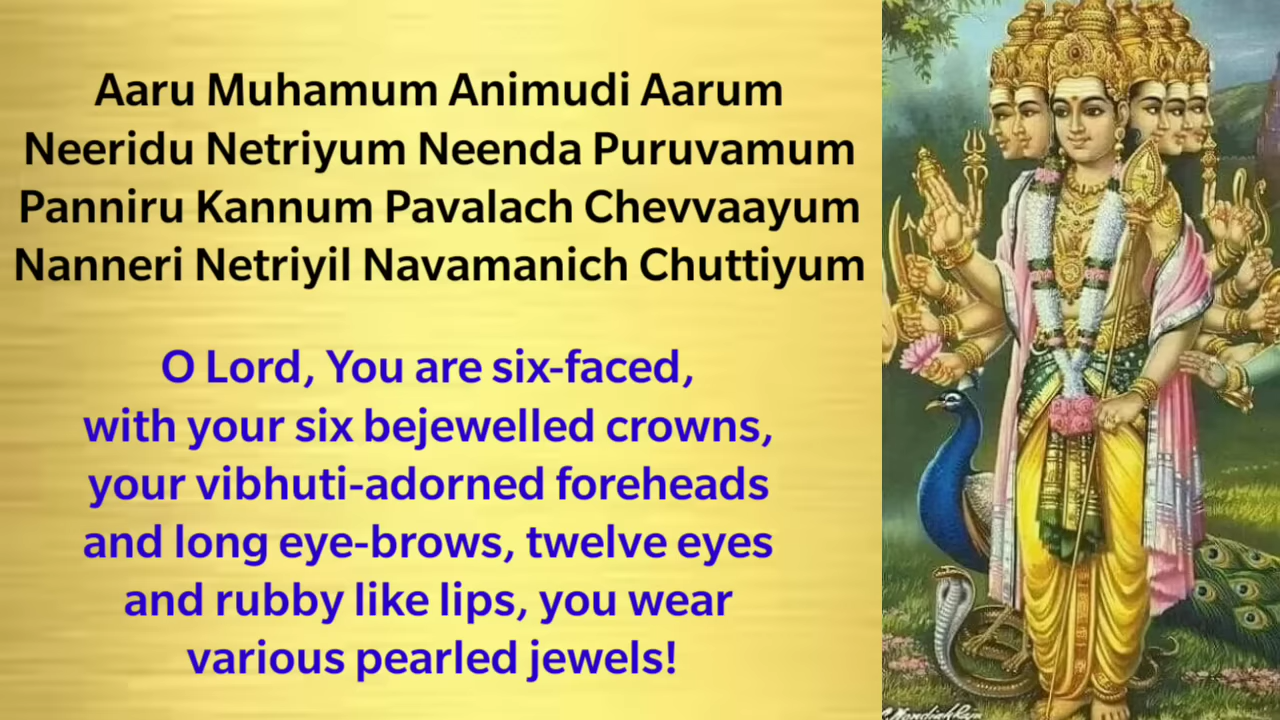 Aaru Muhamum Animudi Aarum
Neeridu Netriyum Neenda Puruvamum
Panniru Kannum Pavalach Chevvaayum
Nanneri Netriyil Navamanich Chuttiyum
O Lord, You are six-faced,
with your six bejewelled crowns,
your vibhuti-adorned foreheads
and long eye-brows, twelve eyes
and rubby like lips, you wear
various pearled jewels!